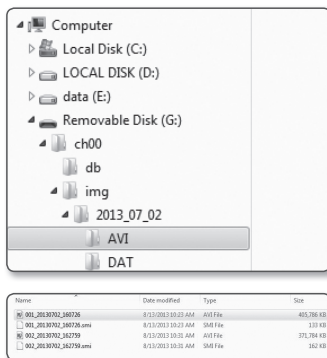 Computer
Local Disk (C:)
LOCAL DISK (D:)
data (E:)
Removable Disk (G:)
ch00
db
img
2013_07_02
AVI
DAT
Name Date modified Type Size
001_20130702_160726 8/13/2013 10:23 AM AVI File 405,786 KB
001_20130702_160726.smi 8/13/2013 10:23 AM SMI File 133 KB
002_20130702_162759 8/13/2013 10:31 AM AVI File 371,784 KB
002_20130702_162759.smi 8/13/2013 10:31 AM SMI File 162 KB